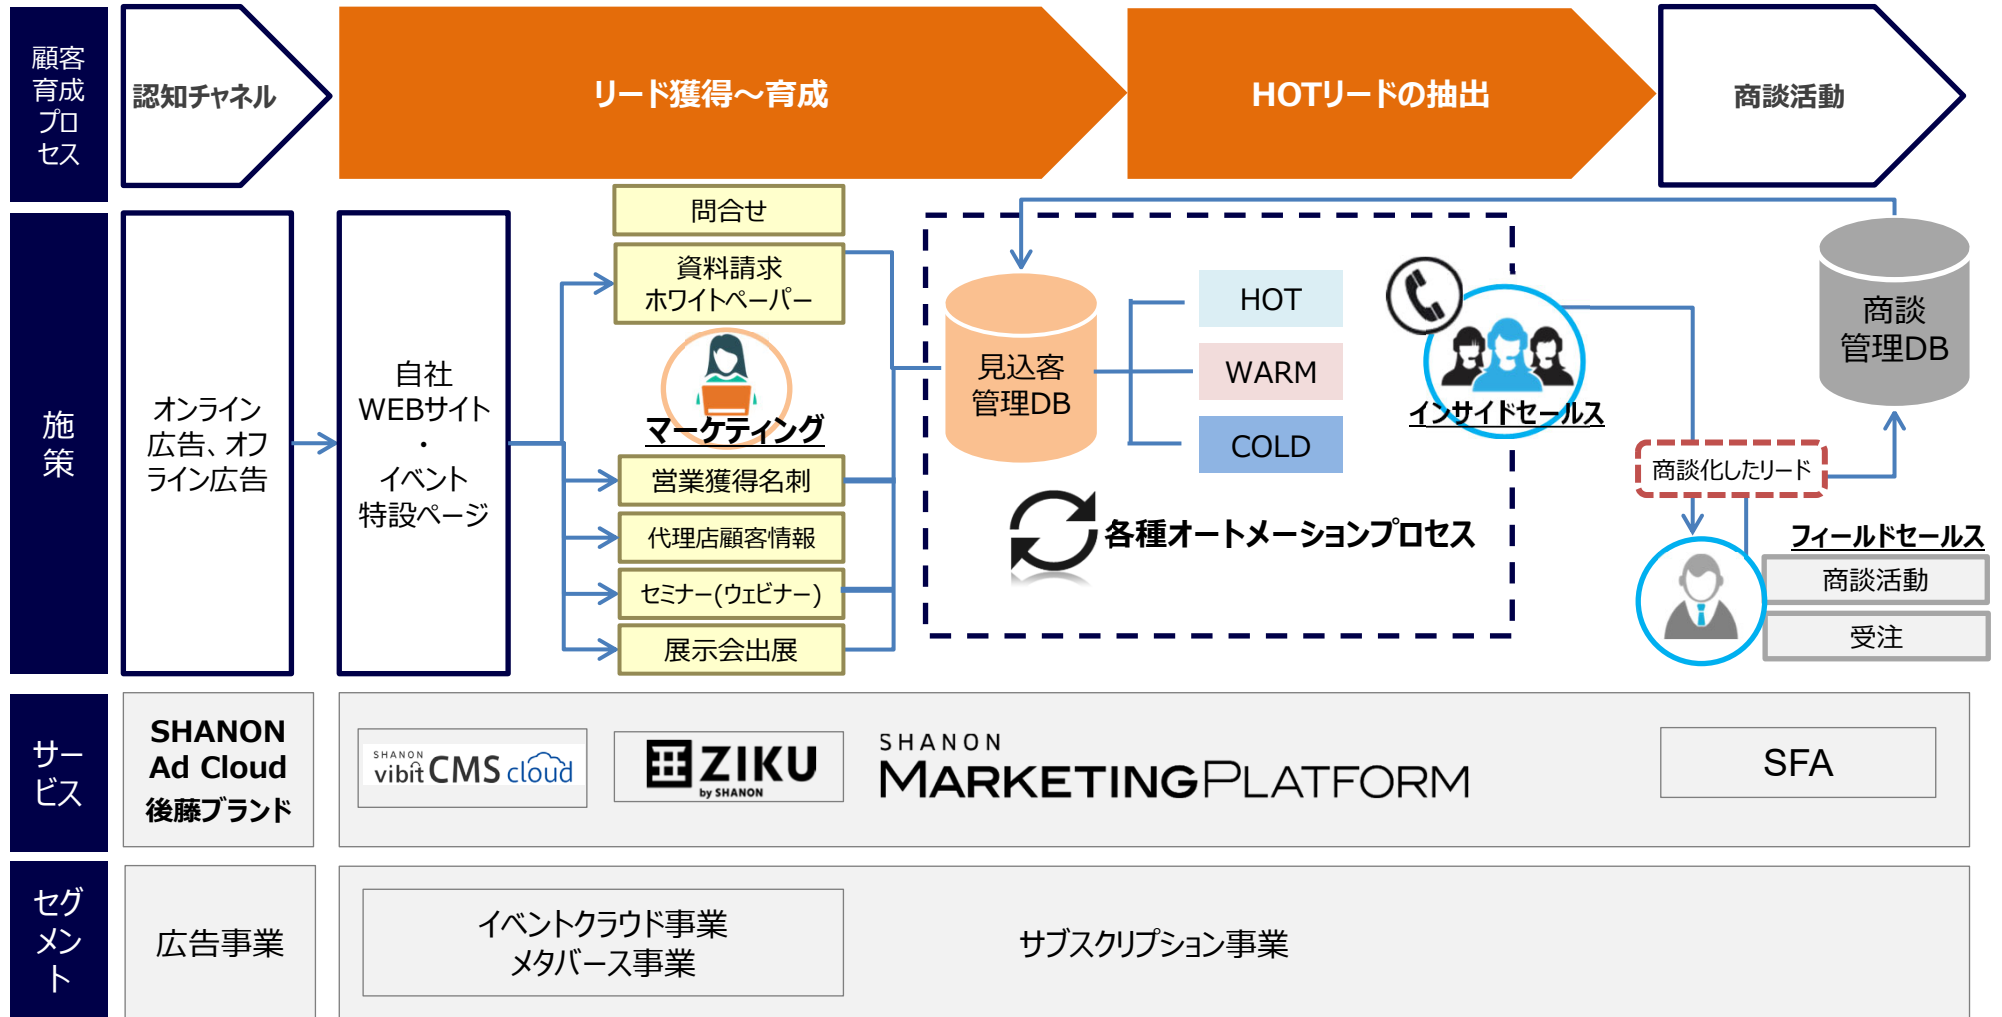 顧客
育成
プロ
セス
認知チャネル
リード獲得～育成
HOTリードの抽出
商談活動
施
策
オンライン
広告、オフ
ライン広告
自社
WEBサイト
・
イベント
特設ページ
問合せ
資料請求
ホワイトペーパー
マーケティング
営業獲得名刺
代理店顧客情報
セミナー(ウェビナー)
展示会出展
見込客
管理DB
HOT
WARM
COLD
各種オートメーションプロセス
インサイドセールス
商談化したリード
商談
管理DB
フィールドセールス
商談活動
受注
サー
ビス
SHANON
Ad Cloud
後藤ブランド
SHANON
vibit CMS cloud
ZIKU
by SHANON
SHANON
MARKETINGPLATFORM
SFA
セグ
メン
ト
広告事業
イベントクラウド事業
メタバース事業
サブスクリプション事業